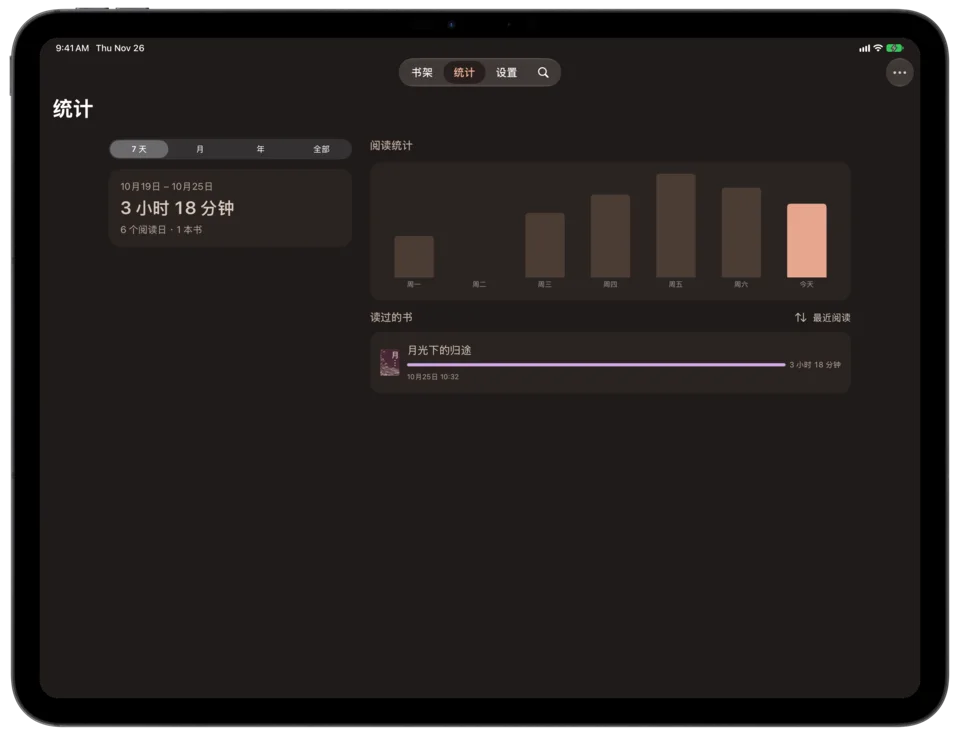 9:41 AM Thu Nov 26
书架 统计 设置
统计
7 天 月 年 全部
10月19日 – 10月25日
3 小时 18 分钟
6 个阅读日 · 1 本书
阅读统计
周一 周二 周三 周四 周五 周六 今天
读过的书
最近阅读
月光下的归途
3 小时 18 分钟
10月25日 10:32
月